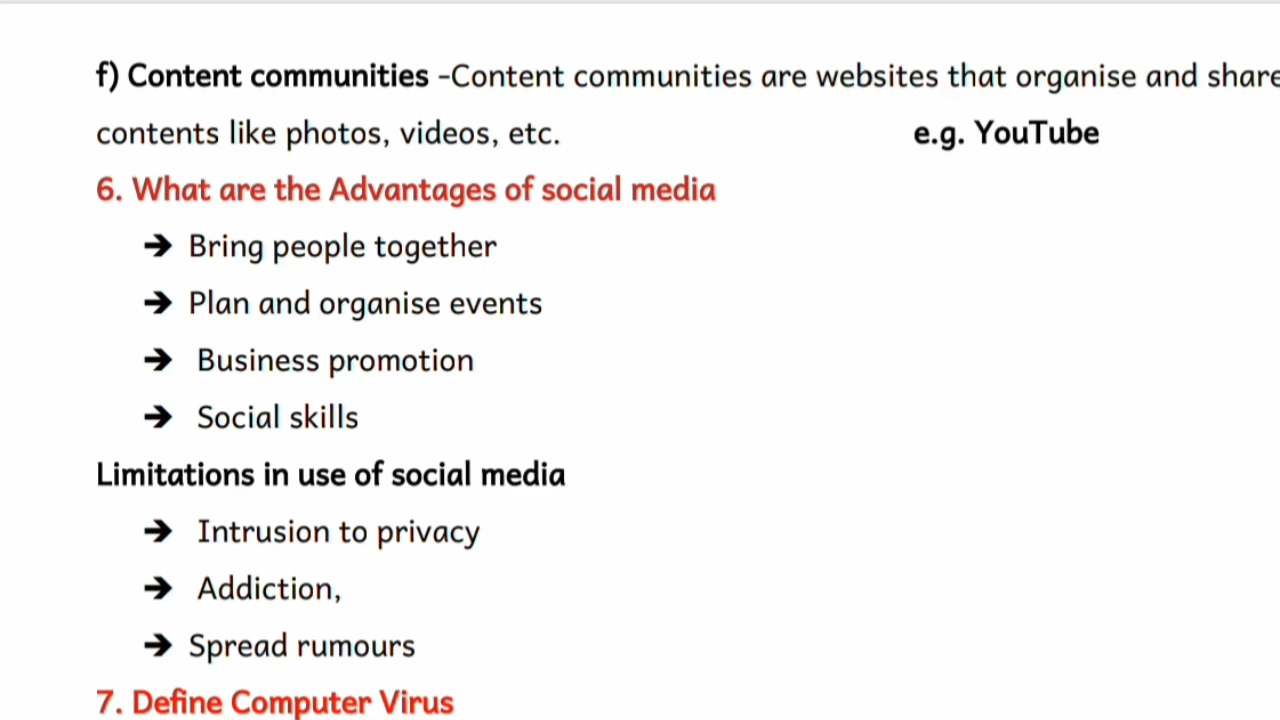 f) Content communities -Content communities are websites that organise and share
contents like photos, videos, etc. e.g. YouTube
6. What are the Advantages of social media
➔ Bring people together
➔ Plan and organise events
➔ Business promotion
➔ Social skills
Limitations in use of social media
➔ Intrusion to privacy
➔ Addiction,
➔ Spread rumours
7. Define Computer Virus